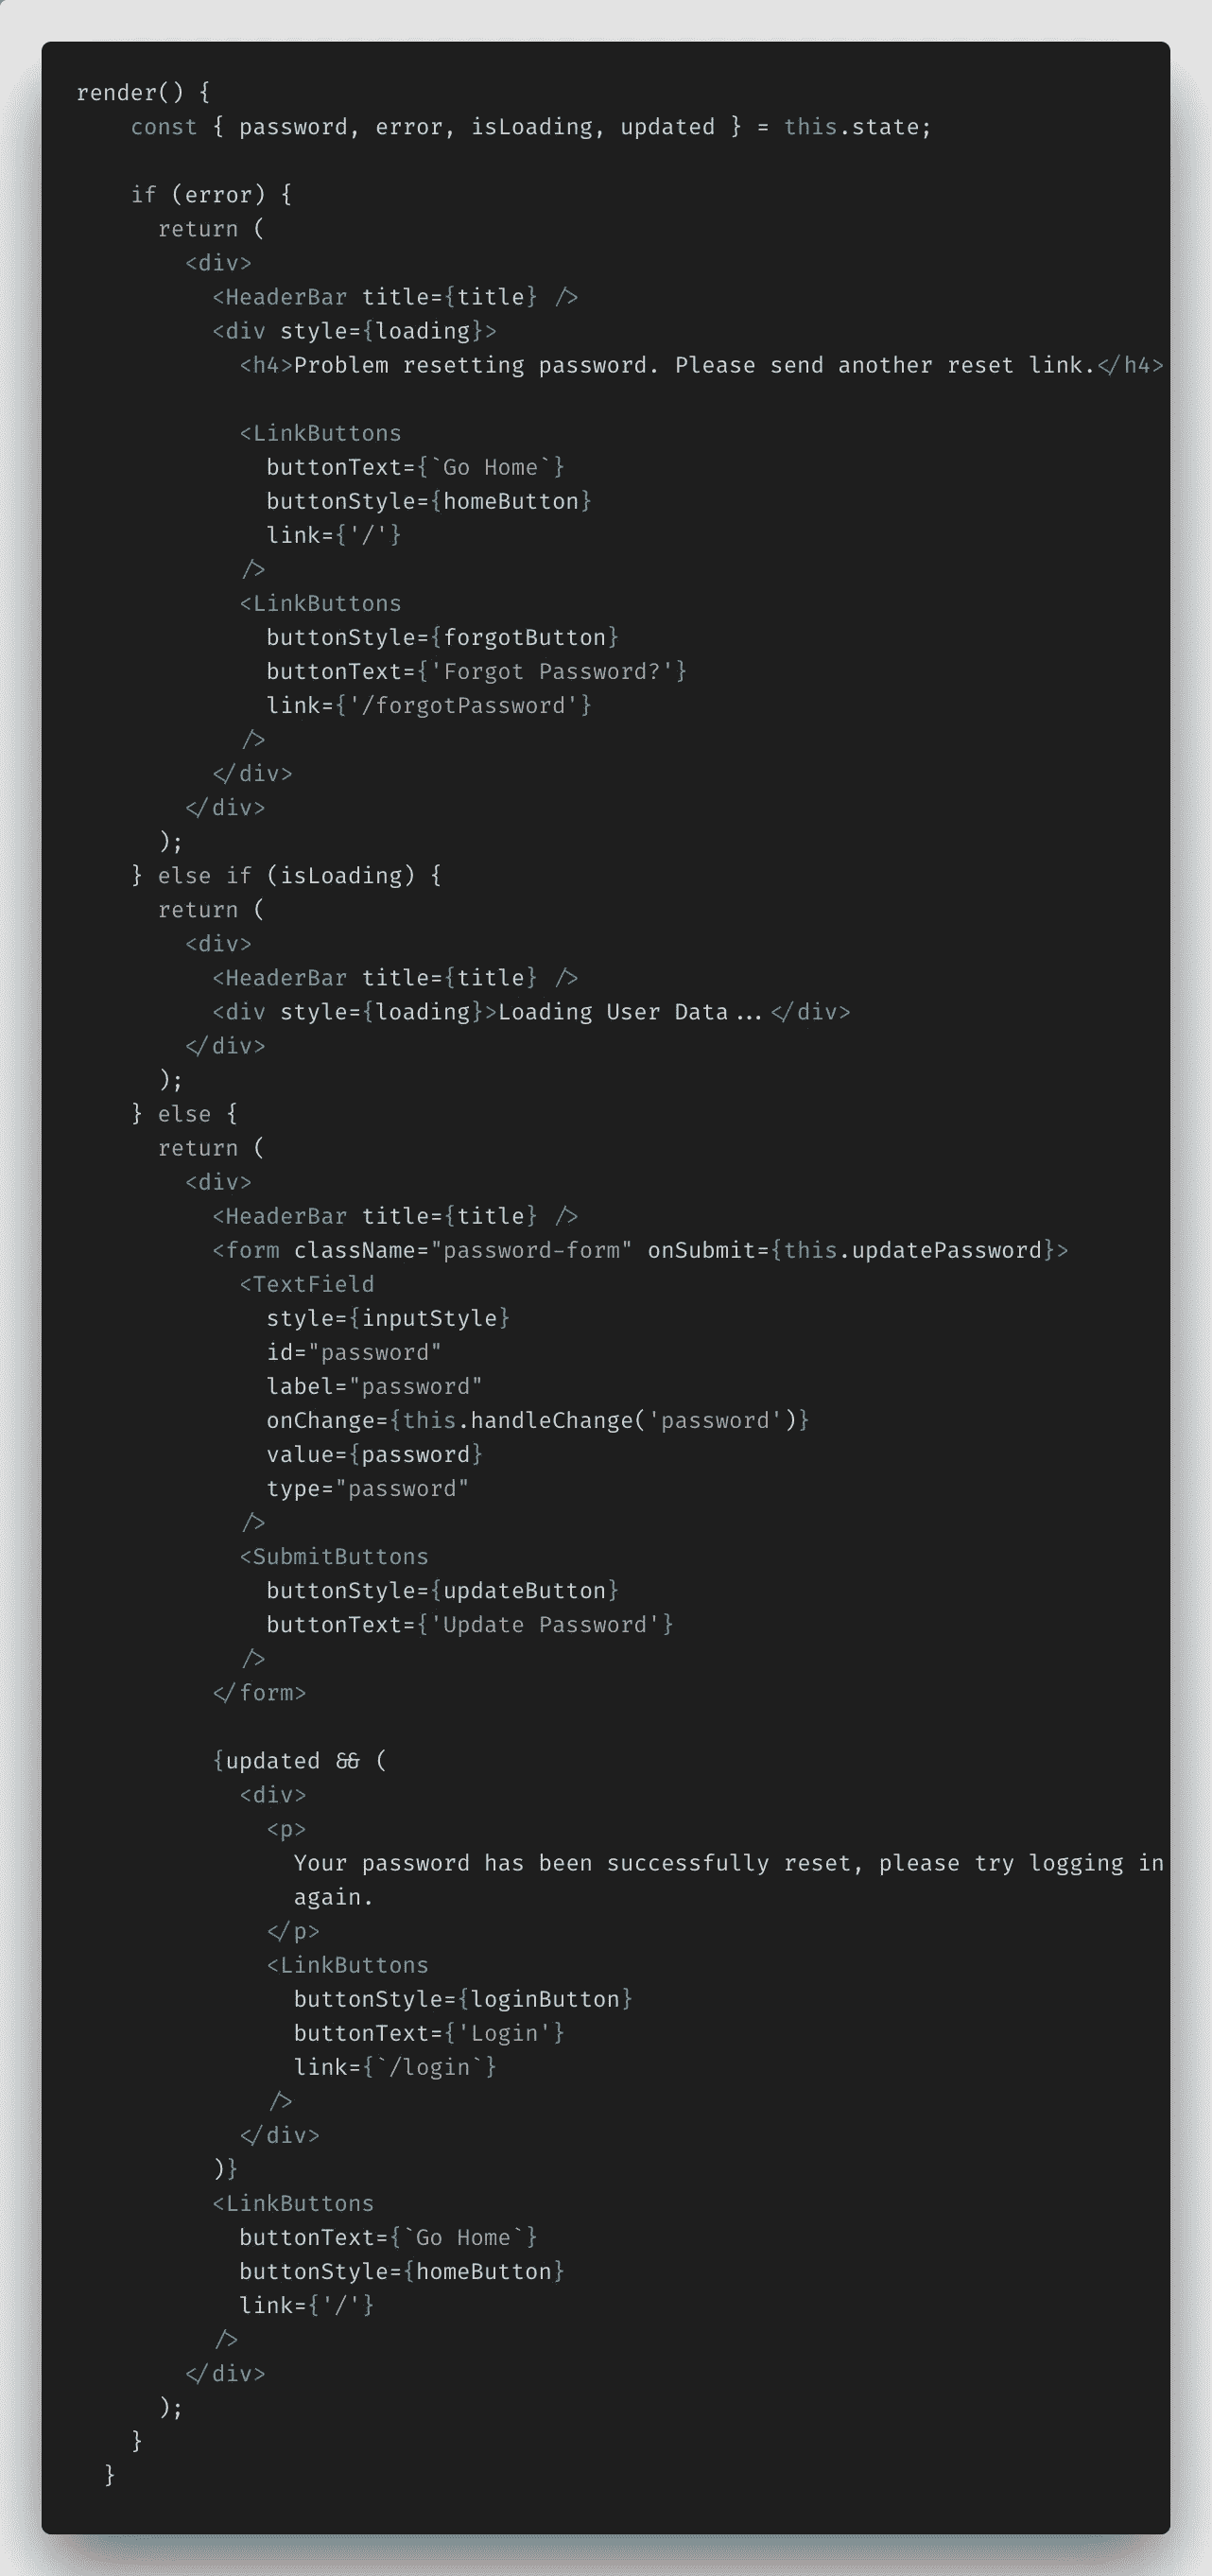 render() {
    const { password, error, isLoading, updated } = this.state;

    if (error) {
      return (
        <div>
          <HeaderBar title={title} />
          <div style={loading}>
            <h4>Problem resetting password. Please send another reset link.</h4>

            <LinkButtons
              buttonText={`Go Home`}
              buttonStyle={homeButton}
              link={'/'}
            />
            <LinkButtons
              buttonStyle={forgotButton}
              buttonText={'Forgot Password?'}
              link={'/forgotPassword'}
            />
          </div>
        </div>
      );
    } else if (isLoading) {
      return (
        <div>
          <HeaderBar title={title} />
          <div style={loading}>Loading User Data...</div>
        </div>
      );
    } else {
      return (
        <div>
          <HeaderBar title={title} />
          <form className="password-form" onSubmit={this.updatePassword}>
            <TextField
              style={inputStyle}
              id="password"
              label="password"
              onChange={this.handleChange('password')}
              value={password}
              type="password"
            />
            <SubmitButtons
              buttonStyle={updateButton}
              buttonText={'Update Password'}
            />
          </form>

          {updated && (
            <div>
              <p>
                Your password has been successfully reset, please try logging in
                again.
              </p>
              <LinkButtons
                buttonStyle={loginButton}
                buttonText={'Login'}
                link={`/login`}
              />
            </div>
          )}
          <LinkButtons
            buttonText={`Go Home`}
            buttonStyle={homeButton}
            link={'/'}
          />
        </div>
      );
    }
  }